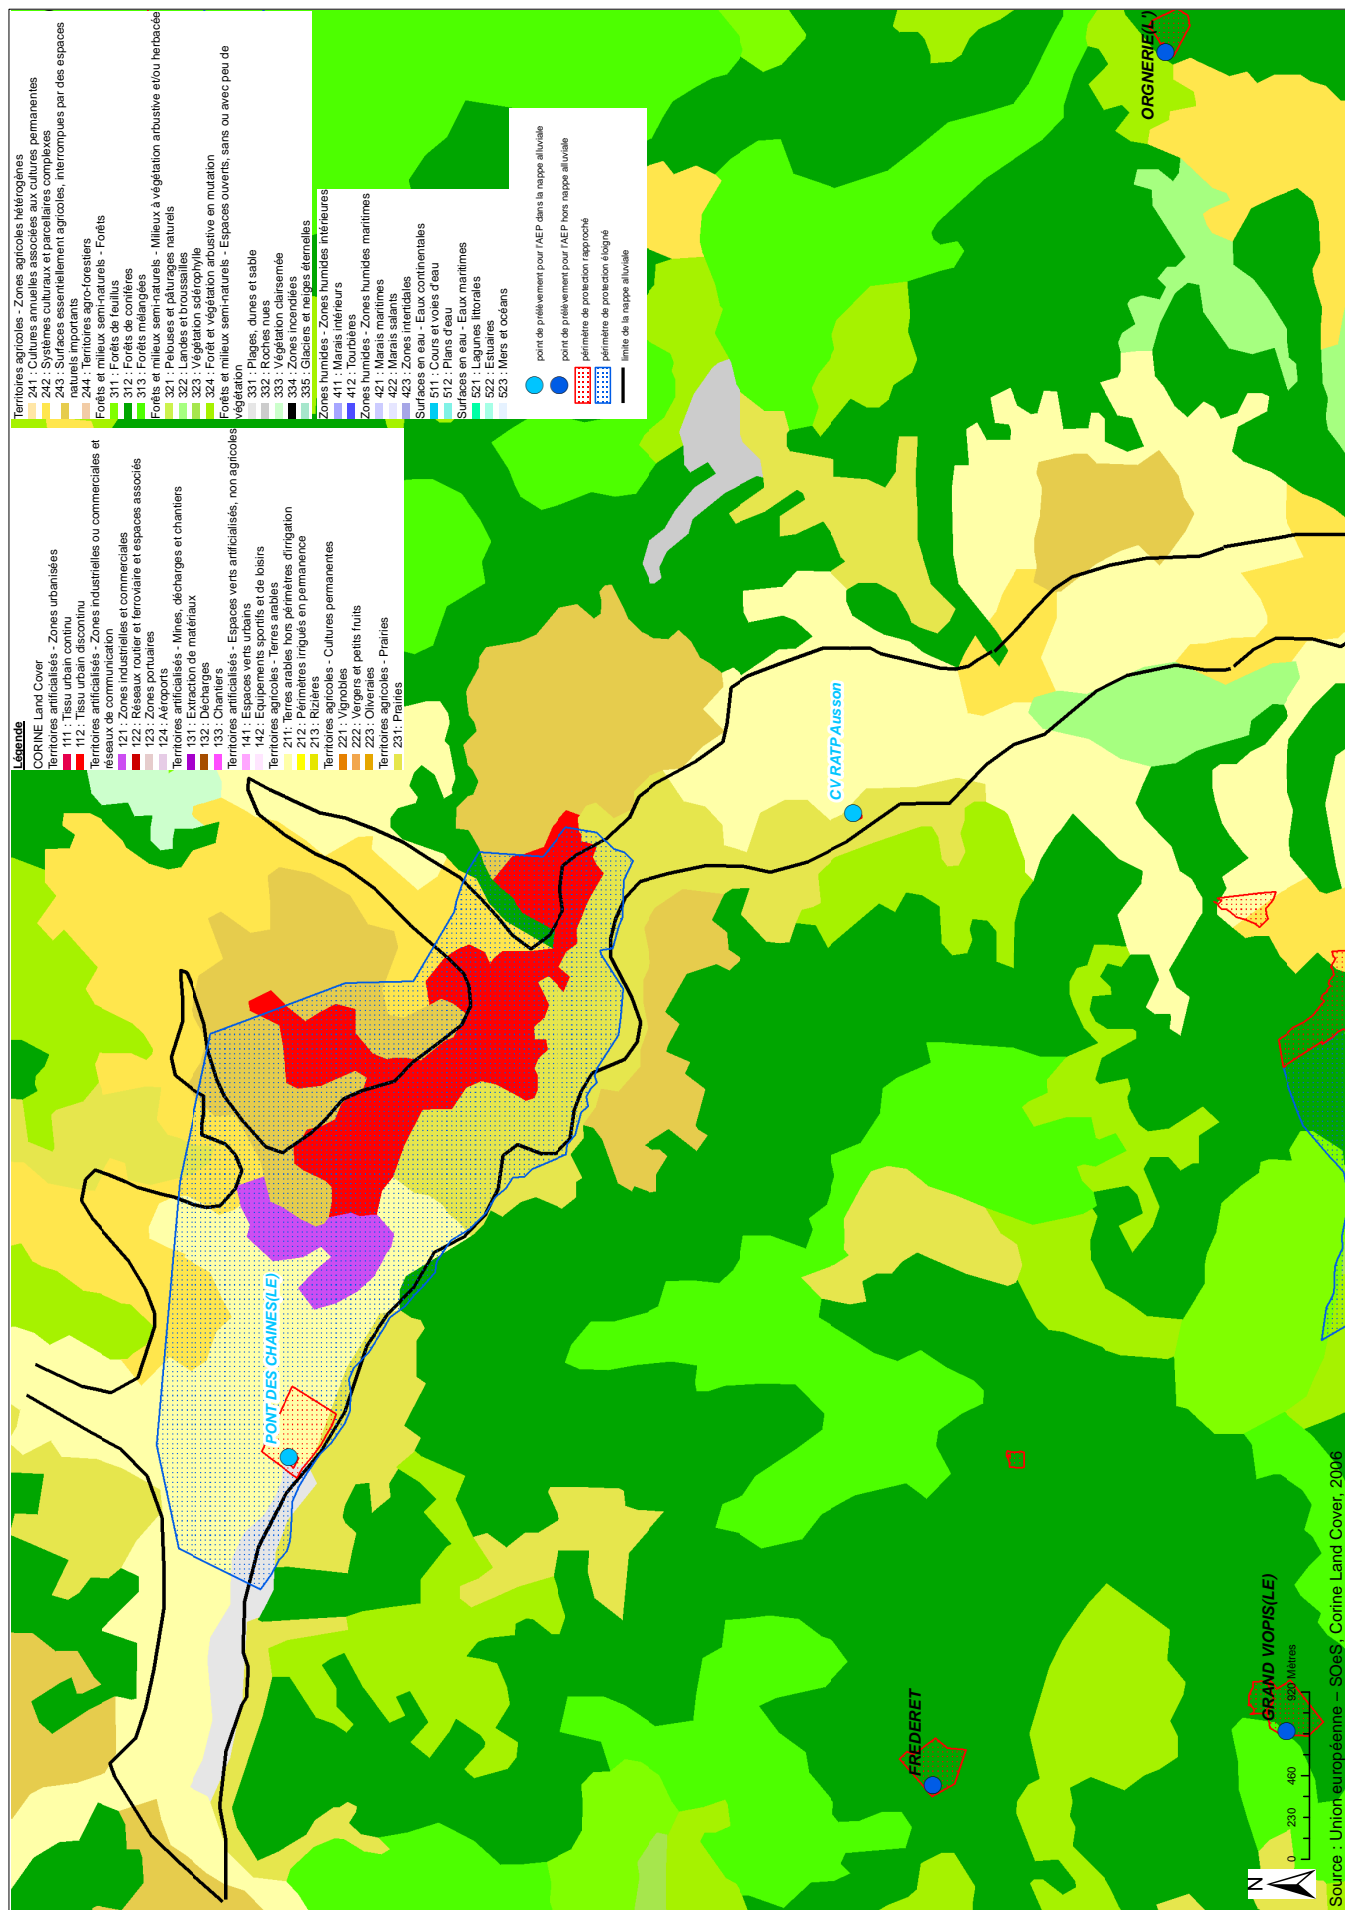 Légende
CORINE Land Cover
Territoires artificialisés - Zones urbanisées
111 : Tissu urbain continu
112 : Tissu urbain discontinu
Territoires artificialisés - Zones industrielles ou commerciales et
réseaux de communication
121 : Zones industrielles et commerciales
122 : Réseaux routier et ferroviaire et espaces associés
123 : Zones portuaires
124 : Aéroports
Territoires artificialisés - Mines, décharges et chantiers
131 : Extraction de matériaux
132 : Décharges
133 : Chantiers
Territoires artificialisés - Espaces verts artificialisés, non agricoles
141 : Espaces verts urbains
142 : Equipements sportifs et de loisirs
Territoires agricoles - Terres arables
211 : Terres arables hors périmètres d'irrigation
212 : Périmètres irrigués en permanence
213 : Rizières
Territoires agricoles - Cultures permanentes
221 : Vignobles
222 : Vergers et petits fruits
223 : Oliveraies
Territoires agricoles - Prairies
231 : Prairies
Territoires agricoles - Zones agricoles hétérogènes
241 : Cultures annuelles associées aux cultures permanentes
242 : Systèmes culturaux et parcellaires complexes
243 : Surfaces essentiellement agricoles, interrompues par des espaces
naturels importants
244 : Territoires agro-forestiers
Forêts et milieux semi-naturels - Forêts
311 : Forêts de feuillus
312 : Forêts de conifères
313 : Forêts mélangées
Forêts et milieux semi-naturels - Milieux à végétation arbustive et/ou herbacée
321 : Pelouses et pâturages naturels
322 : Landes et broussailles
323 : Végétation sclérophylle
324 : Forêt et végétation arbustive en mutation
Forêts et milieux semi-naturels - Espaces ouverts, sans ou avec peu de
végétation
331 : Plages, dunes et sable
332 : Roches nues
333 : Végétation clairsemée
334 : Zones incendiées
335 : Glaciers et neiges éternelles
Zones humides - Zones humides intérieures
411 : Marais intérieurs
412 : Tourbières
Zones humides - Zones humides maritimes
421 : Marais maritimes
422 : Marais salants
423 : Zones intertidales
Surfaces en eau - Eaux continentales
511 : Cours et voies d'eau
512 : Plans d'eau
Surfaces en eau - Eaux maritimes
521 : Lagunes littorales
522 : Estuaires
523 : Mers et océans
point de prélèvement pour l'AEP dans la nappe alluviale
point de prélèvement pour l'AEP hors nappe alluviale
périmètre de protection rapproché
périmètre de protection éloigné
limite de la nappe alluviale
ORGNERIE(L')
PONT DES CHAINES(LE)
CV RATP Ausson
FREDERET
GRAND VIOPIS(LE)
N
0 230 460 920 Mètres
Source : Union européenne – SOeS, Corine Land Cover, 2006